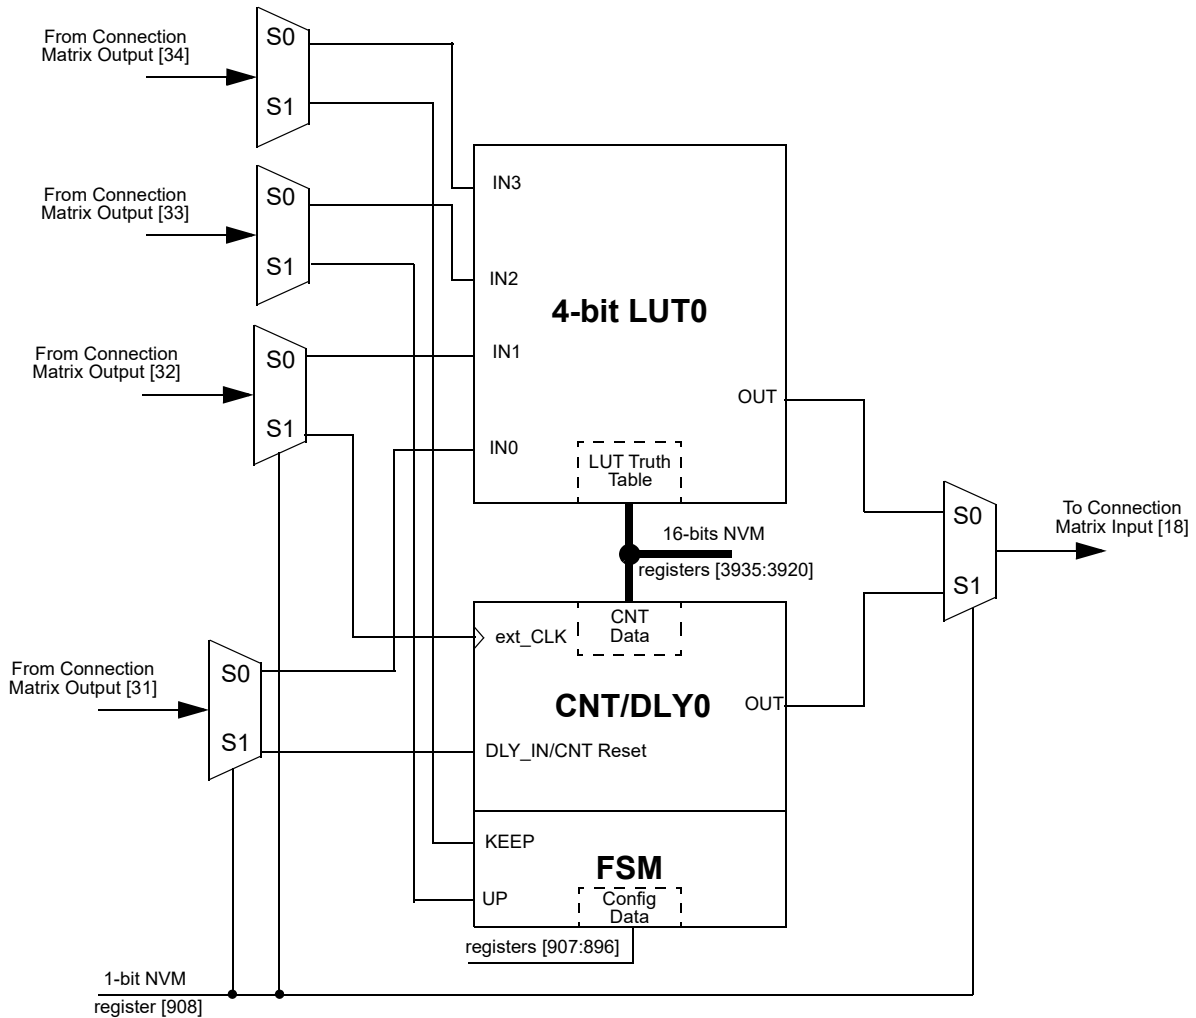 From Connection
Matrix Output [34]
S0
S1
From Connection
Matrix Output [33]
S0
S1
From Connection
Matrix Output [32]
S0
S1
From Connection
Matrix Output [31]
S0
S1
IN3
IN2
IN1
IN0
4-bit LUT0
OUT
LUT Truth
Table
16-bits NVM
registers [3935:3920]
CNT
Data
ext_CLK
CNT/DLY0
OUT
DLY_IN/CNT Reset
KEEP
FSM
UP
Config
Data
registers [907:896]
S0
S1
To Connection
Matrix Input [18]
1-bit NVM
register [908]